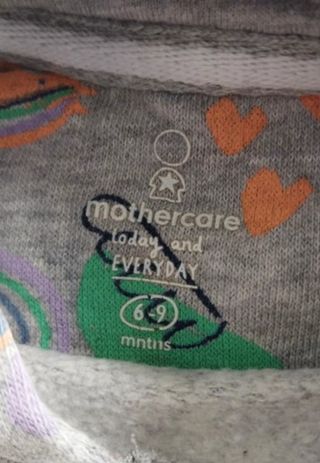 mothercare
today and
EVERYDAY
6-9
mnths